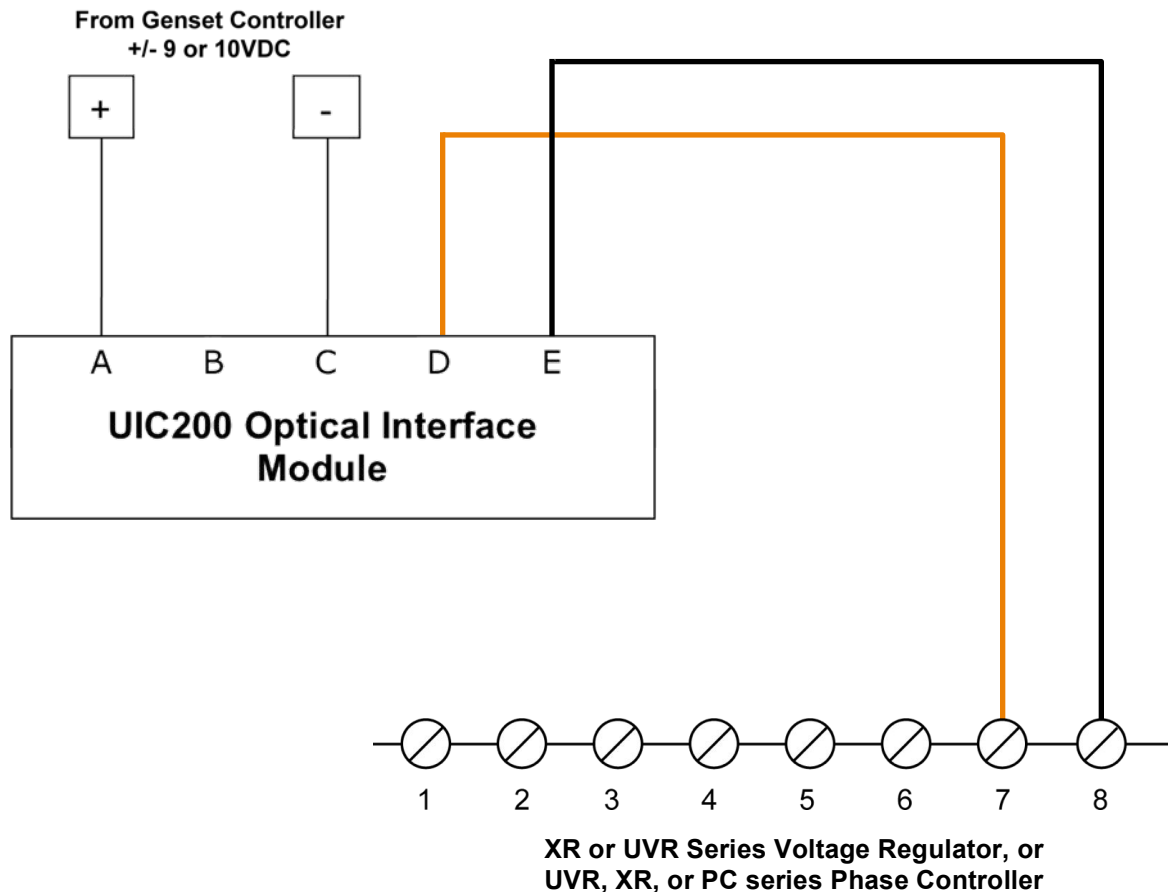 From Genset Controller
+/- 9 or 10VDC
+ -
A B C D E
UIC200 Optical Interface
Module
1 2 3 4 5 6 7 8
XR or UVR Series Voltage Regulator, or
UVR, XR, or PC series Phase Controller